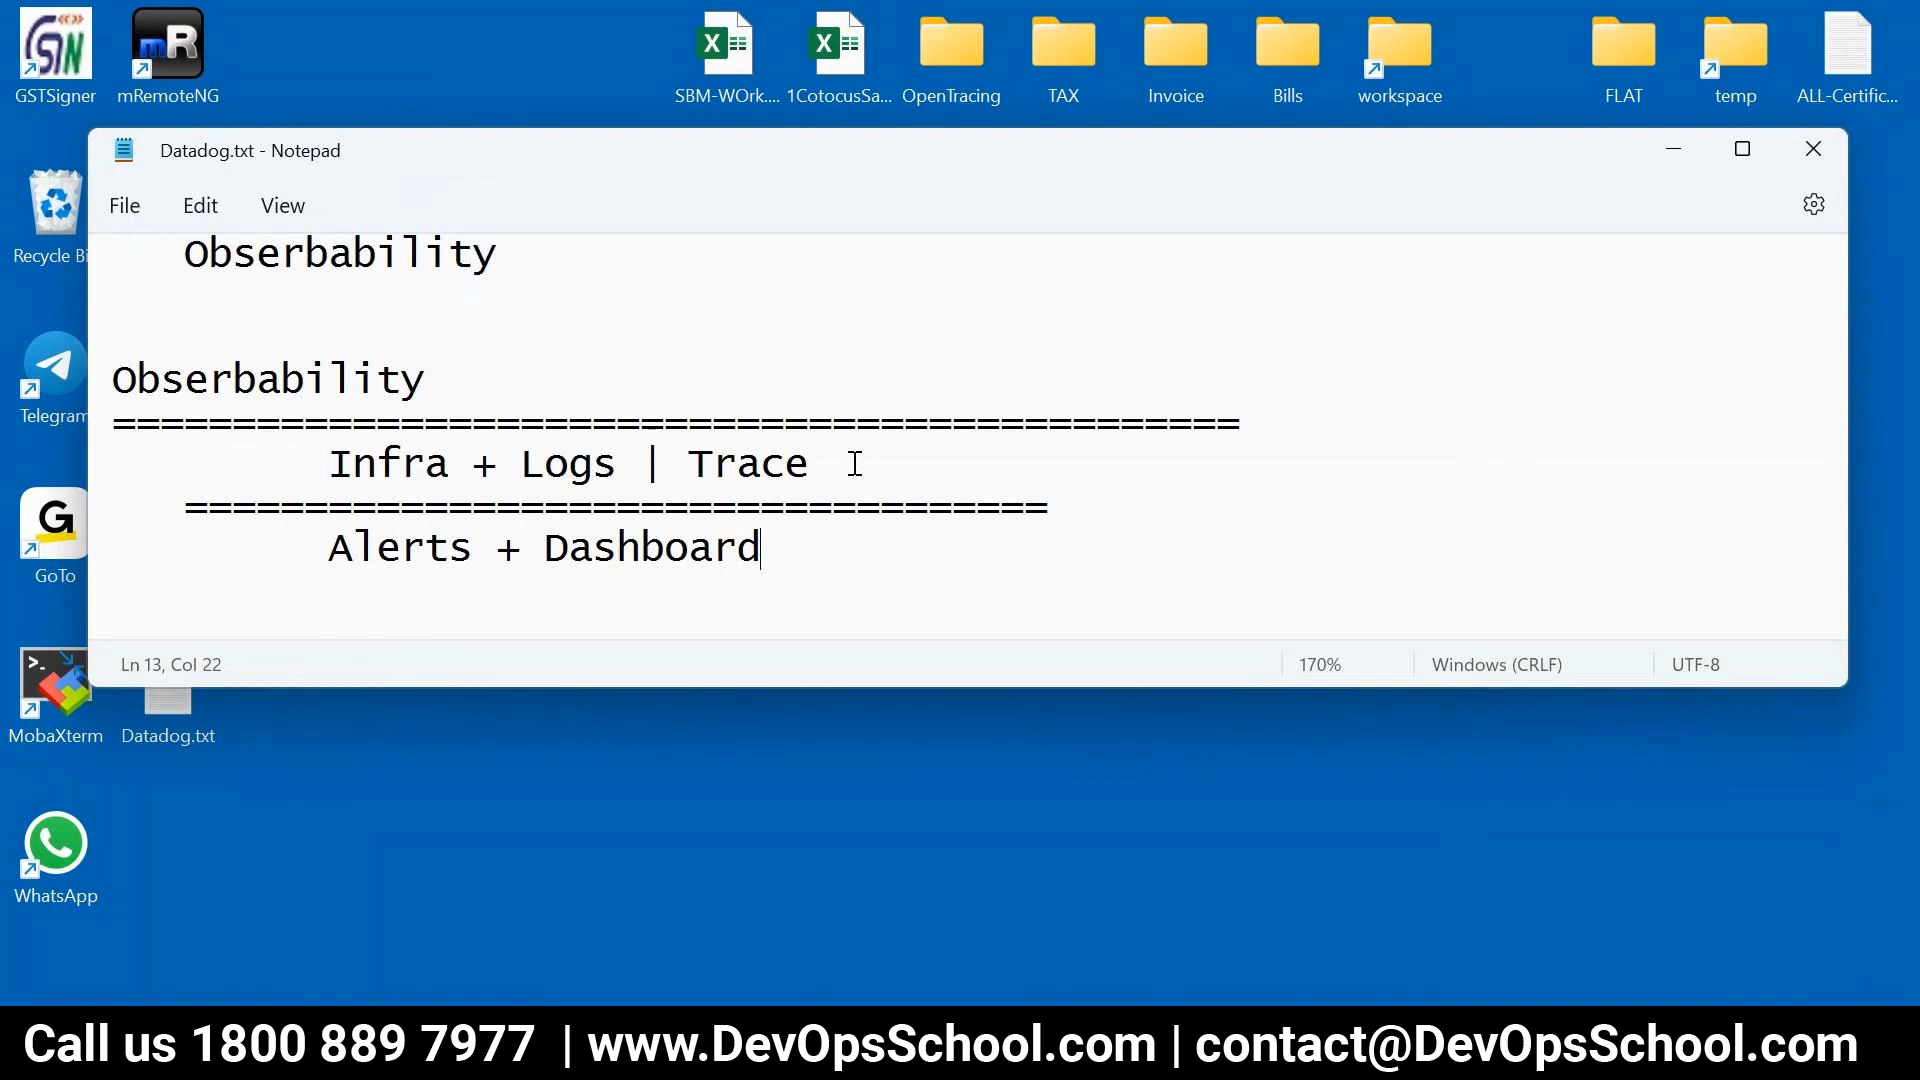 GSTSigner
mRemoteNG
SBM-WOrk....
1CotocusSa...
OpenTracing
TAX
Invoice
Bills
workspace
FLAT
temp
ALL-Certific...
Datadog.txt - Notepad
File Edit View
Recycle Bi
Obserbability
Obserbability
===============================================
Infra + Logs | Trace
====================================
Alerts + Dashboard
Telegram
GoTo
Ln 13, Col 22
170%
Windows (CRLF)
UTF-8
MobaXterm
Datadog.txt
WhatsApp
Call us 1800 889 7977 | www.DevOpsSchool.com | contact@DevOpsSchool.com